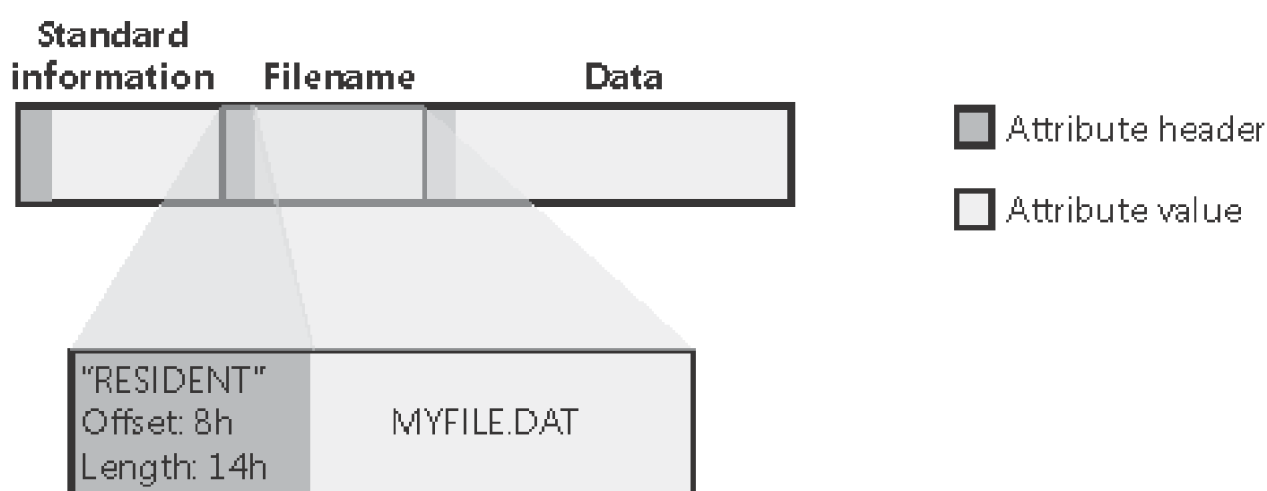 Standard
information Filename Data
Attribute header
Attribute value
"RESIDENT"
Offset: 8h
Length: 14h
MYFILE.DAT